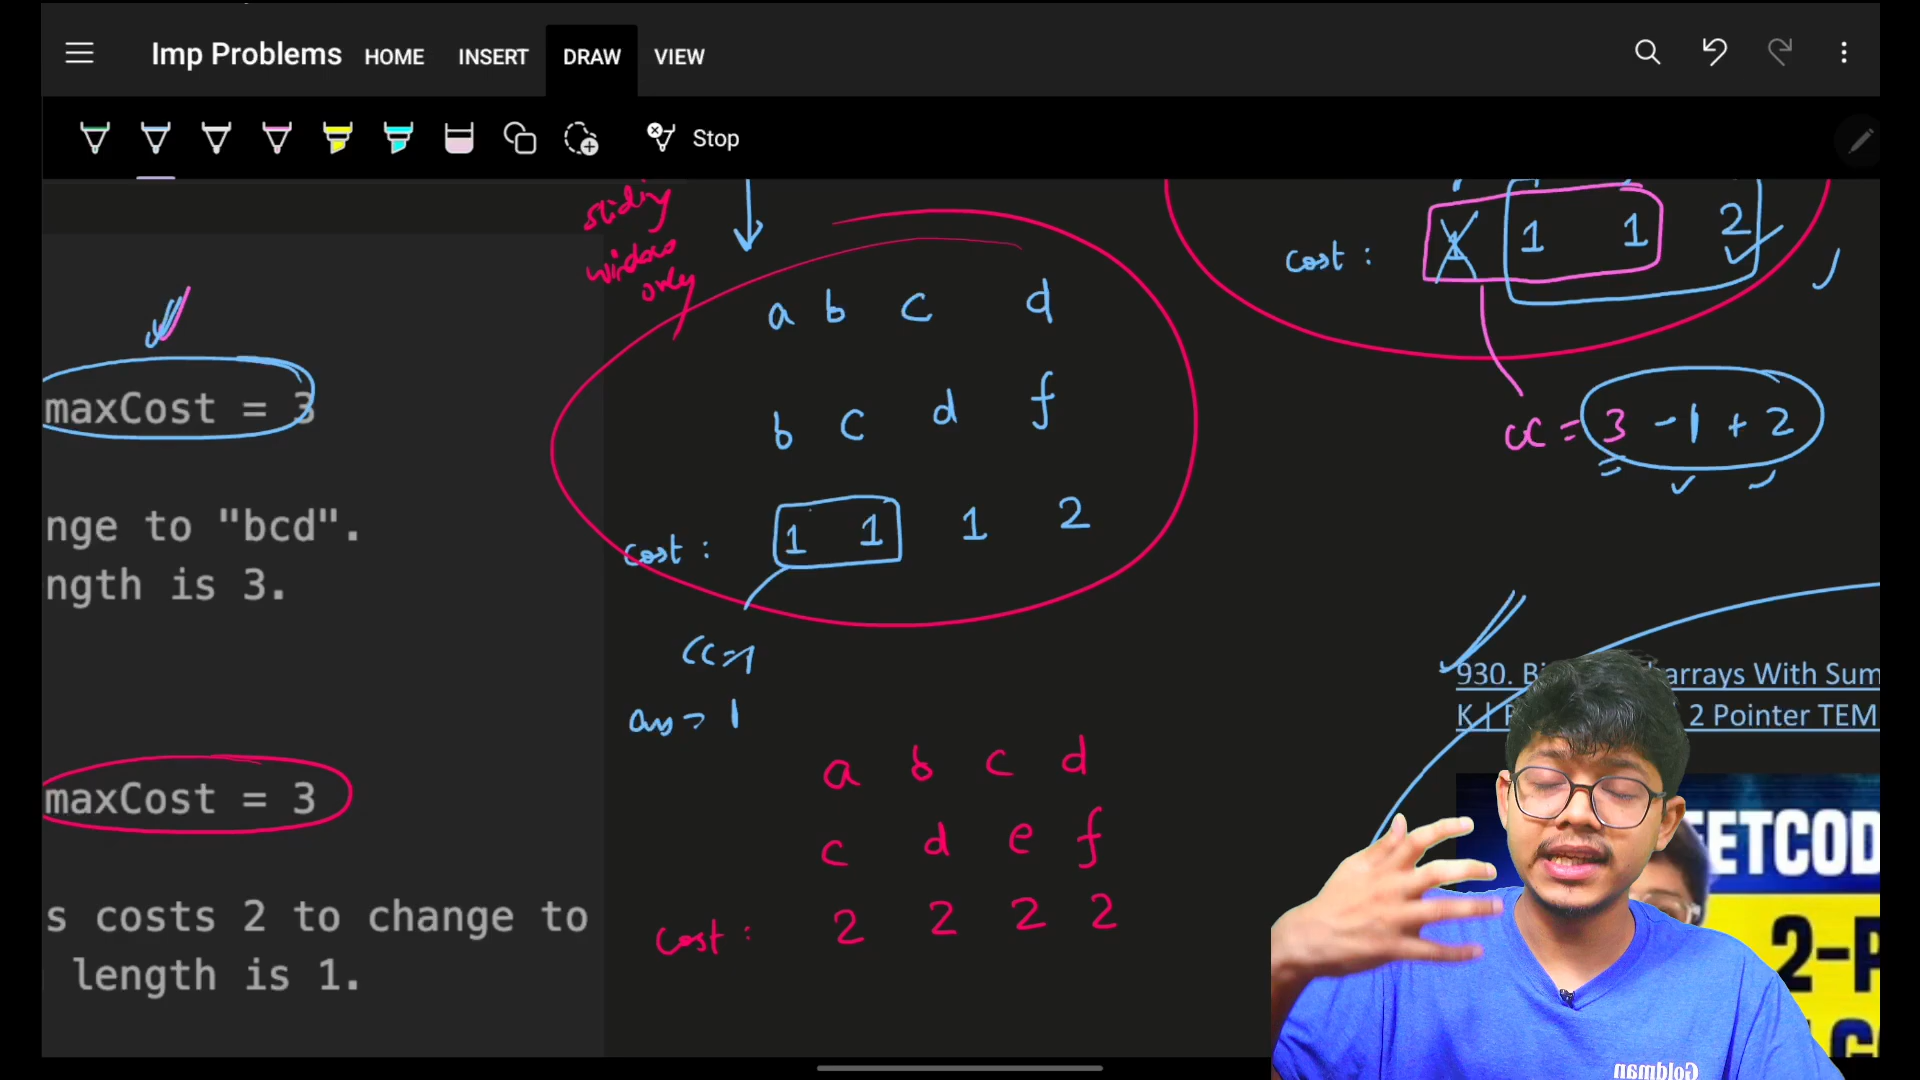 Imp Problems HOME INSERT DRAW VIEW
Stop
sliding
window
only
a b c d
b c d f
cost : 1 1 1 2
cc = 1
ans = 1
cost : 1 1 1 2
cc = 3 - 1 + 2
maxCost = 3
nge to "bcd".
ngth is 3.
maxCost = 3
s costs 2 to change to
length is 1.
a b c d
c d e f
cost : 2 2 2 2
930. Bi arrays With Sum
K | 2 Pointer TEM
EETCOD
2-P
Goldman